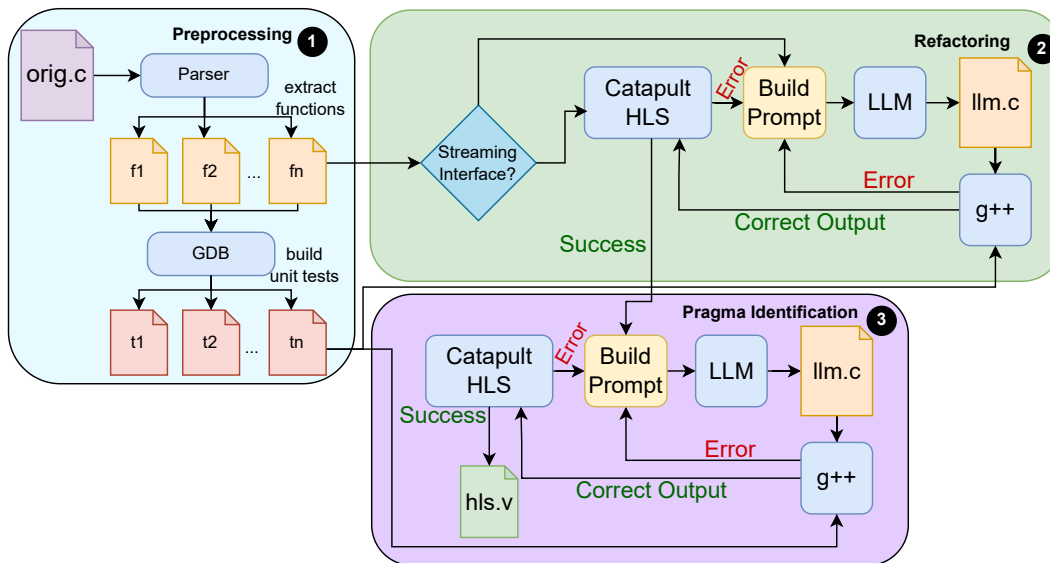 Preprocessing 1
orig.c
Parser
extract
functions
f1
f2
...
fn
GDB
build
unit tests
t1
t2
...
tn
Refactoring 2
Streaming
Interface?
Catapult
HLS
Error
Build
Prompt
LLM
llm.c
Error
g++
Correct Output
Success
Pragma Identification 3
Catapult
HLS
Error
Build
Prompt
LLM
llm.c
Success
Error
g++
Correct Output
hls.v